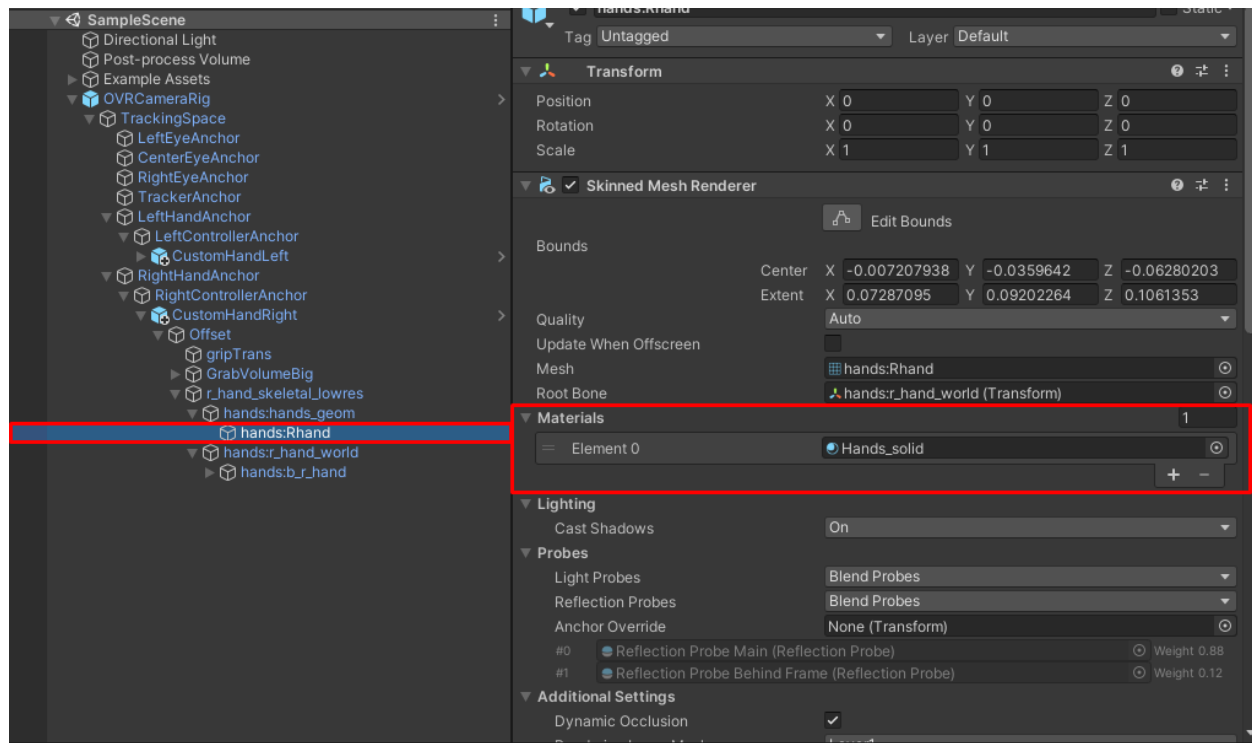 SampleScene
Directional Light
Post-process Volume
Example Assets
OVRCameraRig
TrackingSpace
LeftEyeAnchor
CenterEyeAnchor
RightEyeAnchor
TrackerAnchor
LeftHandAnchor
LeftControllerAnchor
CustomHandLeft
RightHandAnchor
RightControllerAnchor
CustomHandRight
Offset
gripTrans
GrabVolumeBig
r_hand_skeletal_lowres
hands:hands_geom
hands:Rhand
hands:r_hand_world
hands:b_r_hand
hands:Rhand Static
Tag Untagged Layer Default
Transform
Position X 0 Y 0 Z 0
Rotation X 0 Y 0 Z 0
Scale X 1 Y 1 Z 1
Skinned Mesh Renderer
Edit Bounds
Bounds
Center X -0.007207938 Y -0.0359642 Z -0.06280203
Extent X 0.07287095 Y 0.09202264 Z 0.1061353
Quality Auto
Update When Offscreen
Mesh hands:Rhand
Root Bone hands:r_hand_world (Transform)
Materials 1
Element 0 Hands_solid
Lighting
Cast Shadows On
Probes
Light Probes Blend Probes
Reflection Probes Blend Probes
Anchor Override None (Transform)
#0 Reflection Probe Main (Reflection Probe) Weight 0.88
#1 Reflection Probe Behind Frame (Reflection Probe) Weight 0.12
Additional Settings
Dynamic Occlusion